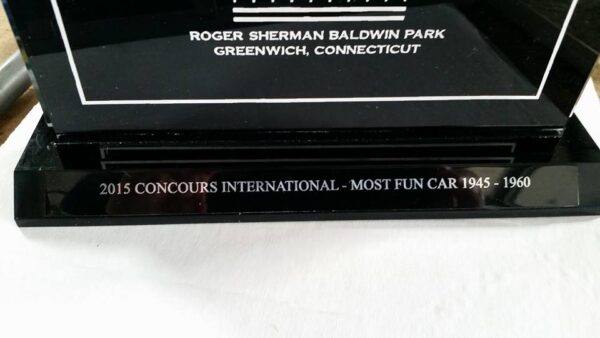 ROGER SHERMAN BALDWIN PARK
GREENWICH, CONNECTICUT
2015 CONCOURS INTERNATIONAL - MOST FUN CAR 1945 - 1960